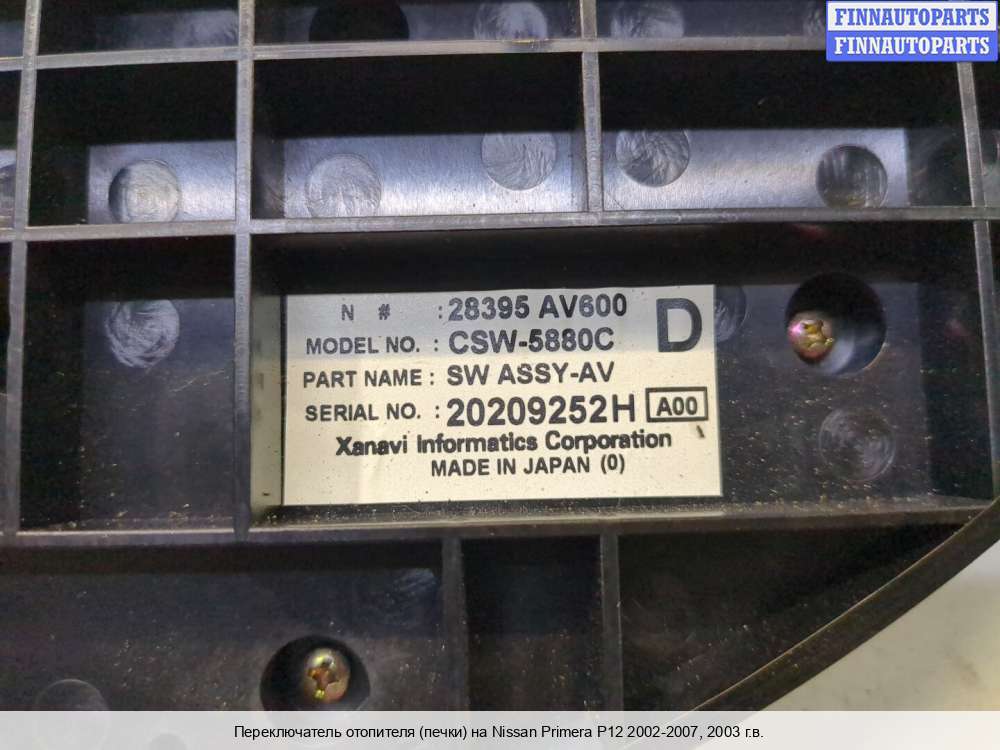 FINNAUTOPARTS
FINNAUTOPARTS
N # : 28395 AV600 D
MODEL NO. : CSW-5880C
PART NAME : SW ASSY-AV
SERIAL NO. : 20209252H A00
Xanavi Informatics Corporation
MADE IN JAPAN (0)
Переключатель отопителя (печки) на Nissan Primera P12 2002-2007, 2003 г.в.